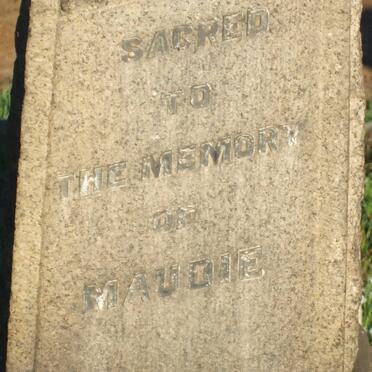 SACRED
TO
THE MEMORY
OF
MAUDIE